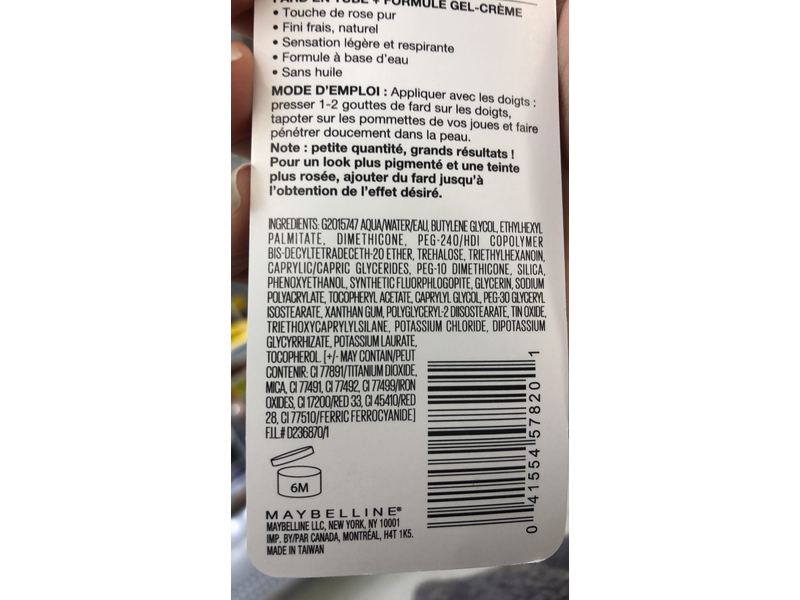 FARD EN TUBE + FORMULE GEL-CRÈME
• Touche de rose pur
• Fini frais, naturel
• Sensation légère et respirante
• Formule à base d'eau
• Sans huile
MODE D'EMPLOI : Appliquer avec les doigts :
presser 1-2 gouttes de fard sur les doigts,
tapoter sur les pommettes de vos joues et faire
pénétrer doucement dans la peau.
Note : petite quantité, grands résultats !
Pour un look plus pigmenté et une teinte
plus rosée, ajouter du fard jusqu'à
l'obtention de l'effet désiré.
INGREDIENTS: G2015747 AQUA/WATER/EAU, BUTYLENE GLYCOL, ETHYLHEXYL
PALMITATE, DIMETHICONE, PEG-240/HDI COPOLYMER
BIS-DECYLTETRADECETH-20 ETHER, TREHALOSE, TRIETHYLHEXANOIN,
CAPRYLIC/CAPRIC GLYCERIDES, PEG-10 DIMETHICONE, SILICA,
PHENOXYETHANOL, SYNTHETIC FLUORPHLOGOPITE, GLYCERIN, SODIUM
POLYACRYLATE, TOCOPHERYL ACETATE, CAPRYLYL GLYCOL, PEG-30 GLYCERYL
ISOSTEARATE, XANTHAN GUM, POLYGLYCERYL-2 DIISOSTEARATE, TIN OXIDE,
TRIETHOXYCAPRYLYLSILANE, POTASSIUM CHLORIDE, DIPOTASSIUM
GLYCYRRHIZATE, POTASSIUM LAURATE,
TOCOPHEROL. [+/- MAY CONTAIN/PEUT
CONTENIR: CI 77891/TITANIUM DIOXIDE,
MICA, CI 77491, CI 77492, CI 77499/IRON
OXIDES, CI 17200/RED 33, CI 45410/RED
28, CI 77510/FERRIC FERROCYANIDE]
F.I.L.# D236870/1
6M
MAYBELLINE®
MAYBELLINE LLC, NEW YORK, NY 10001
IMP. BY/PAR CANADA, MONTRÉAL, H4T 1K5.
MADE IN TAIWAN
0 41554 57820 1